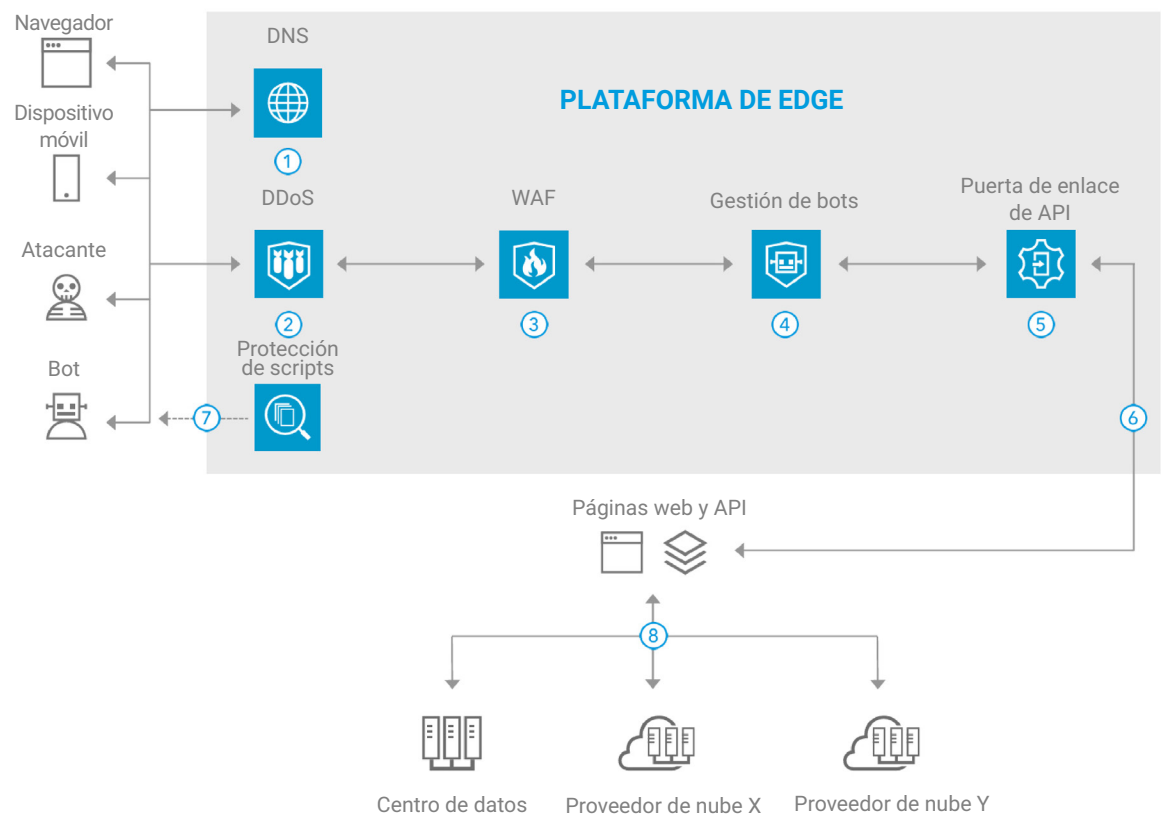 Navegador
Dispositivo
móvil
Atacante
Bot
DNS
PLATAFORMA DE EDGE
1
DDoS
WAF
Gestión de bots
Puerta de enlace
de API
2
3
4
5
Protección
de scripts
7
6
Páginas web y API
8
Centro de datos
Proveedor de nube X
Proveedor de nube Y